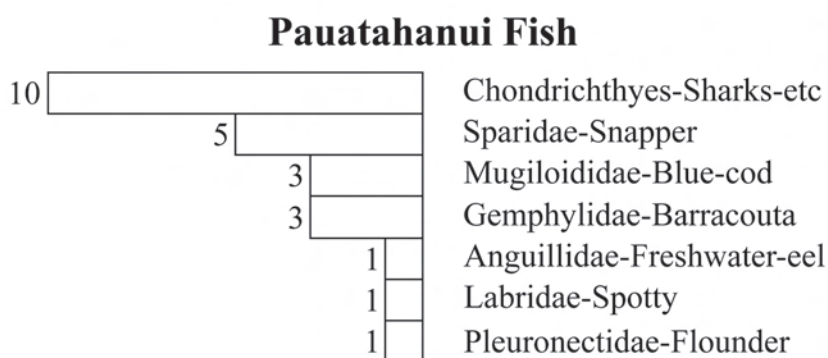 Pauatahanui Fish
10 Chondrichthyes-Sharks-etc
5 Sparidae-Snapper
3 Mugiloididae-Blue-cod
3 Gemphylidae-Barracouta
1 Anguillidae-Freshwater-eel
1 Labridae-Spotty
1 Pleuronectidae-Flounder